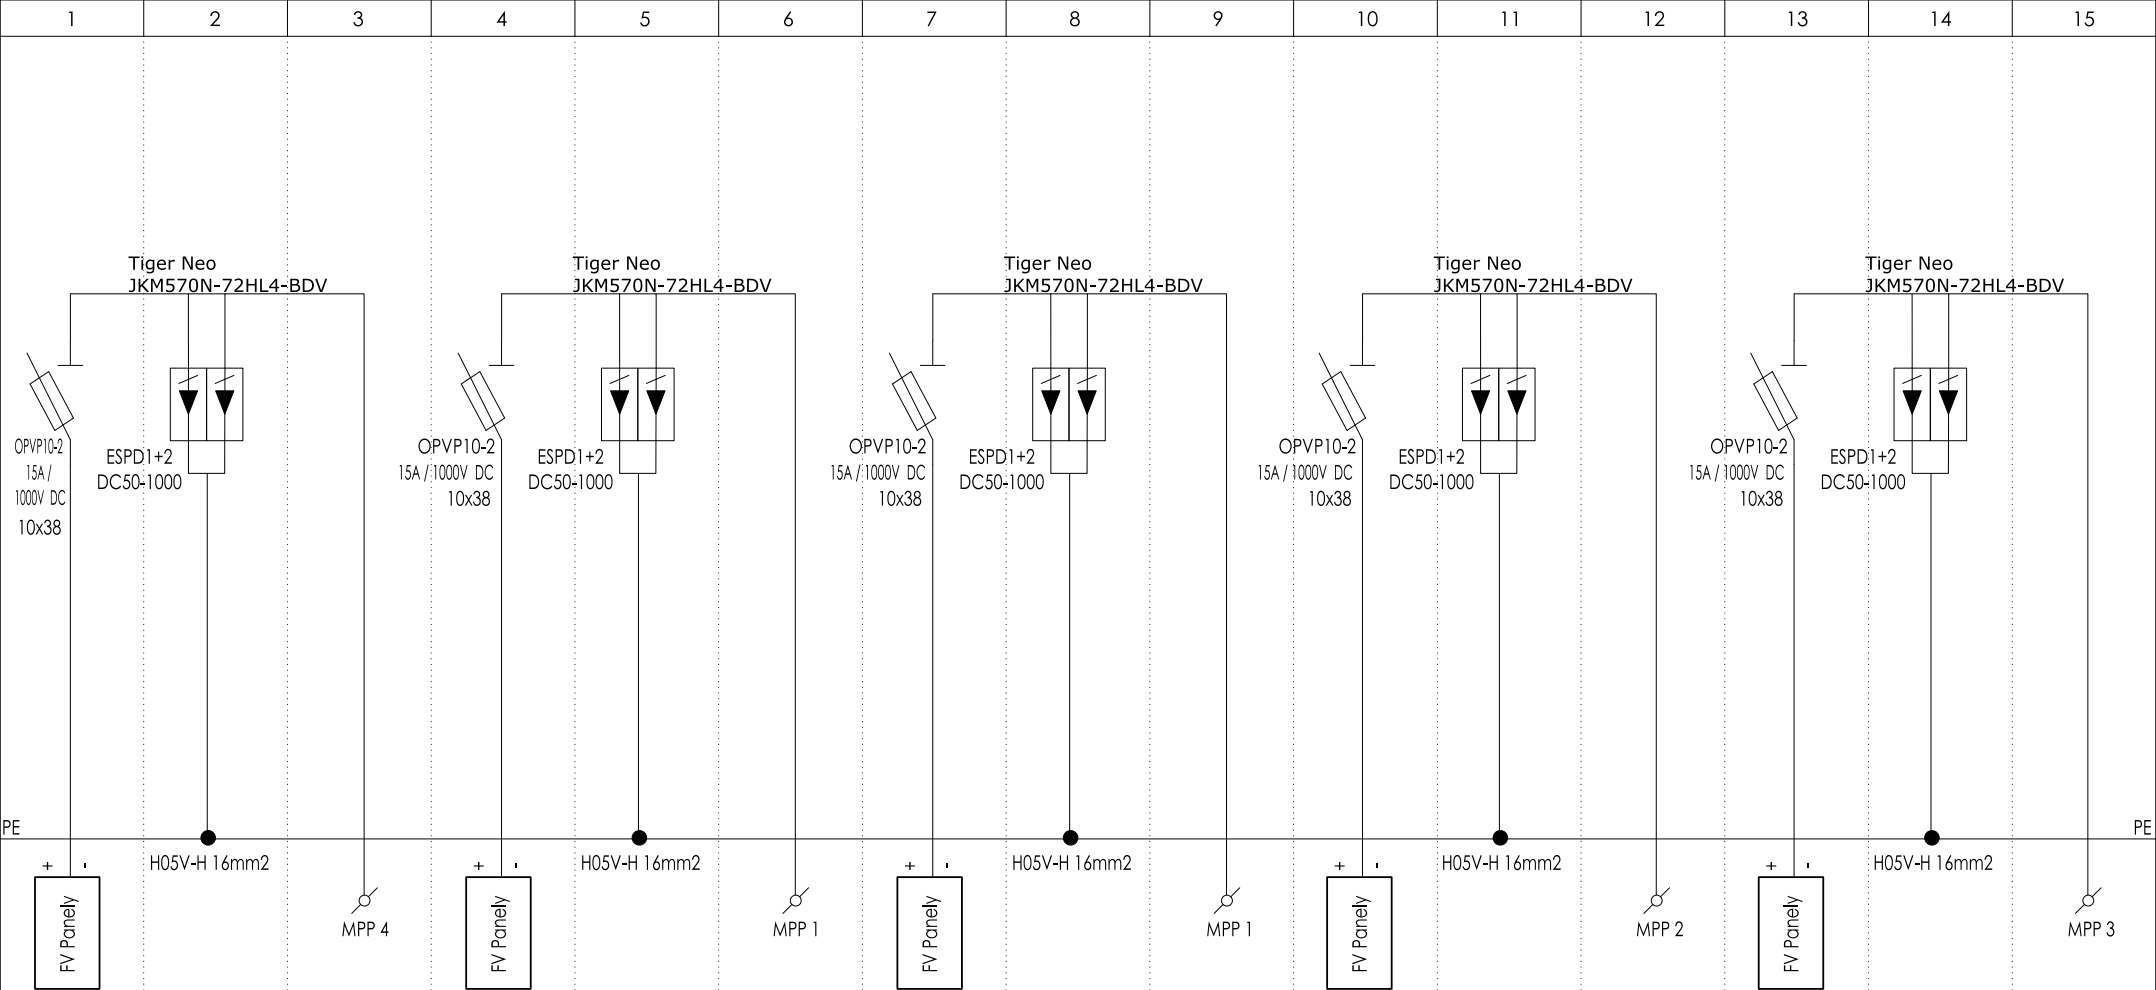 1 2 3 4 5 6 7 8 9 10 11 12 13 14 15
Tiger Neo
JKM570N-72HL4-BDV
Tiger Neo
JKM570N-72HL4-BDV
Tiger Neo
JKM570N-72HL4-BDV
Tiger Neo
JKM570N-72HL4-BDV
Tiger Neo
JKM570N-72HL4-BDV
OPVP10-2
15A /
1000V DC
10x38
ESPD1+2
DC50-1000
OPVP10-2
15A / 1000V DC
10x38
ESPD1+2
DC50-1000
OPVP10-2
15A / 1000V DC
10x38
ESPD1+2
DC50-1000
OPVP10-2
15A / 1000V DC
10x38
ESPD1+2
DC50-1000
OPVP10-2
15A / 1000V DC
10x38
ESPD1+2
DC50-1000
PE
PE
+ -
FV Panely
H05V-H 16mm2
MPP 4
+ -
FV Panely
H05V-H 16mm2
MPP 1
+ -
FV Panely
H05V-H 16mm2
MPP 1
+ -
FV Panely
H05V-H 16mm2
MPP 2
+ -
FV Panely
H05V-H 16mm2
MPP 3